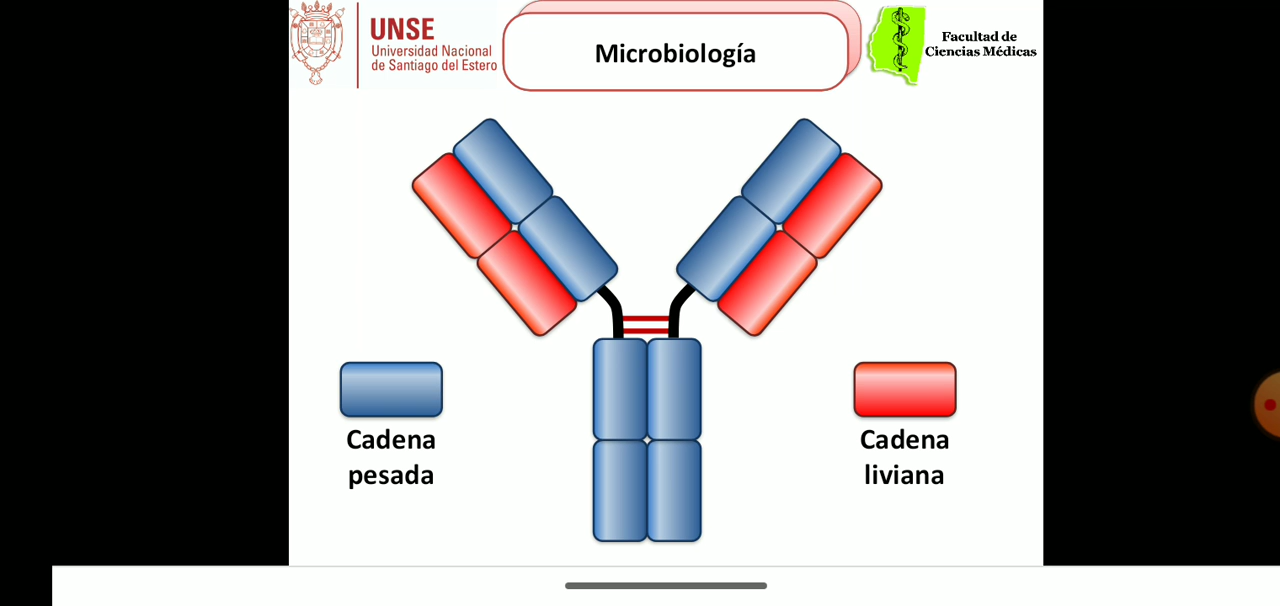 UNSE
Universidad Nacional
de Santiago del Estero
Microbiología
Facultad de
Ciencias Médicas
Cadena
pesada
Cadena
liviana